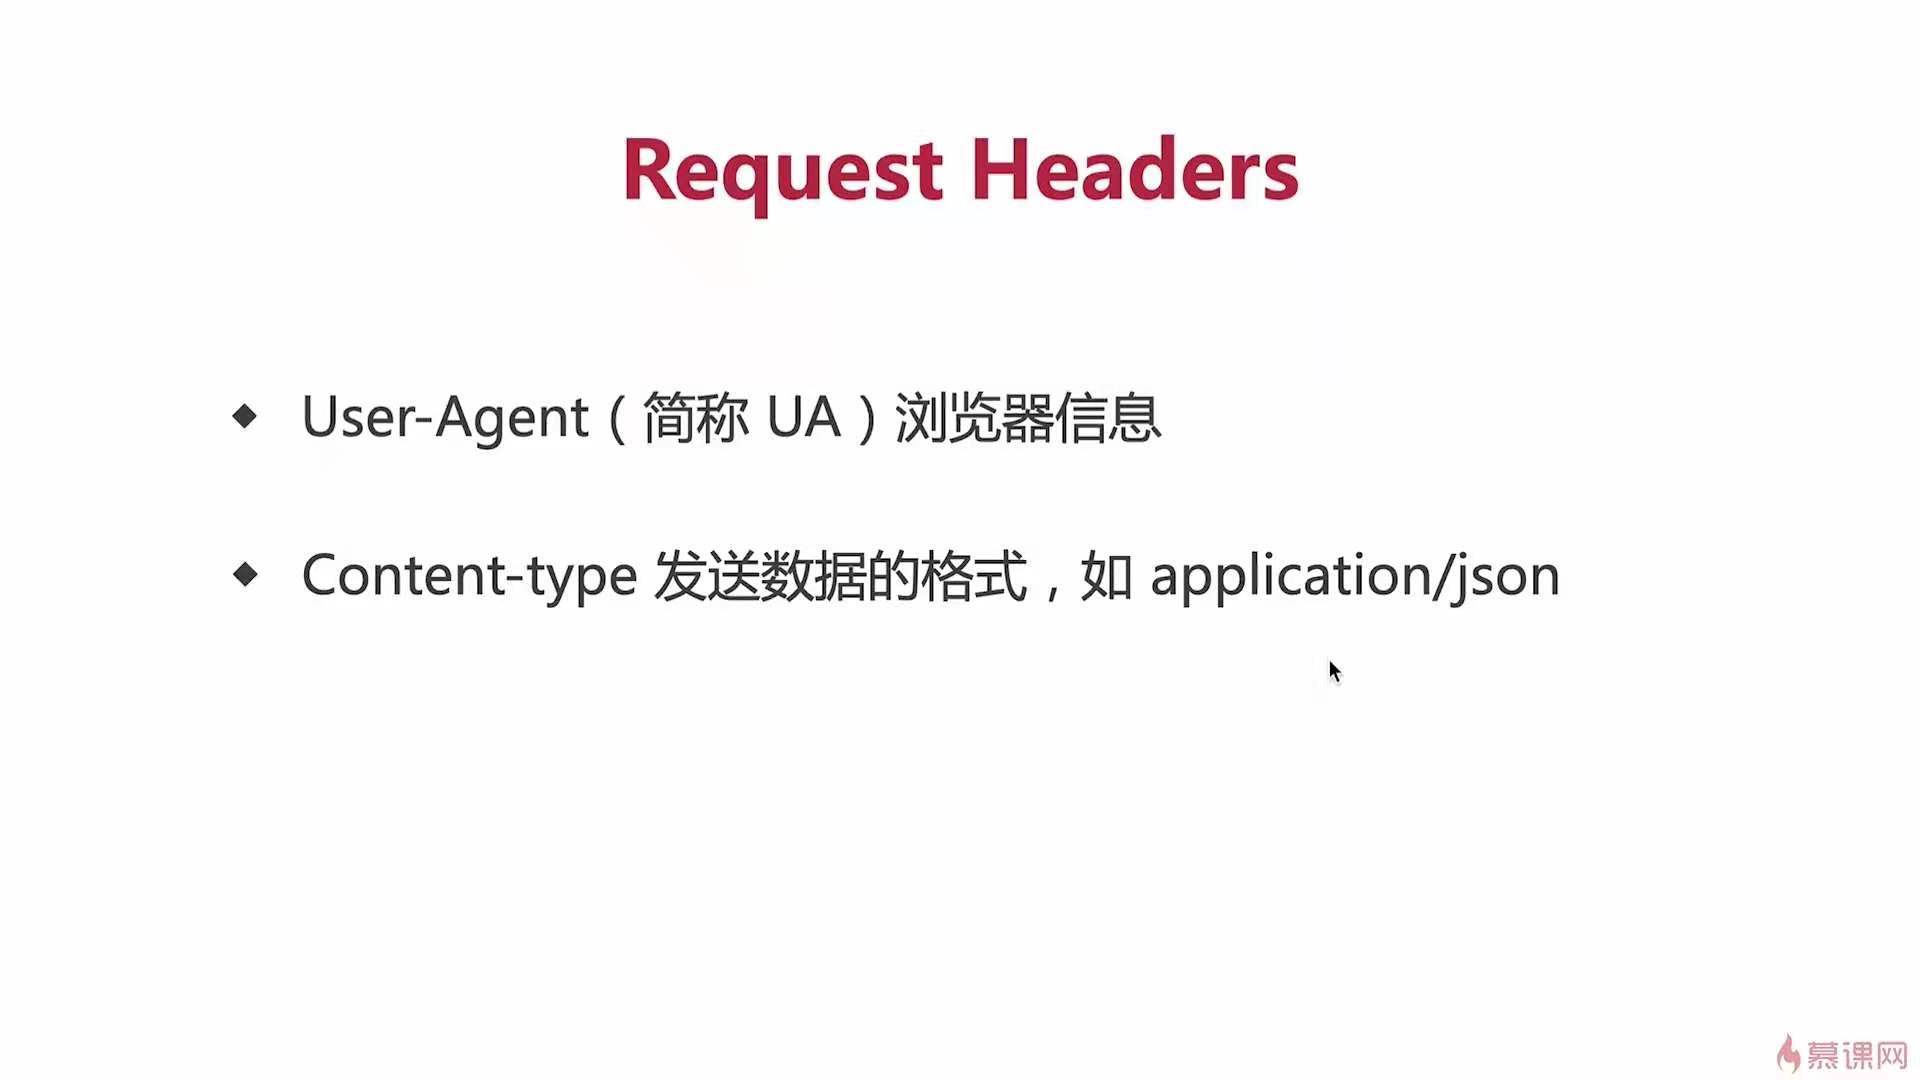 Request Headers
User-Agent（简称 UA）浏览器信息
Content-type 发送数据的格式，如 application/json
慕课网